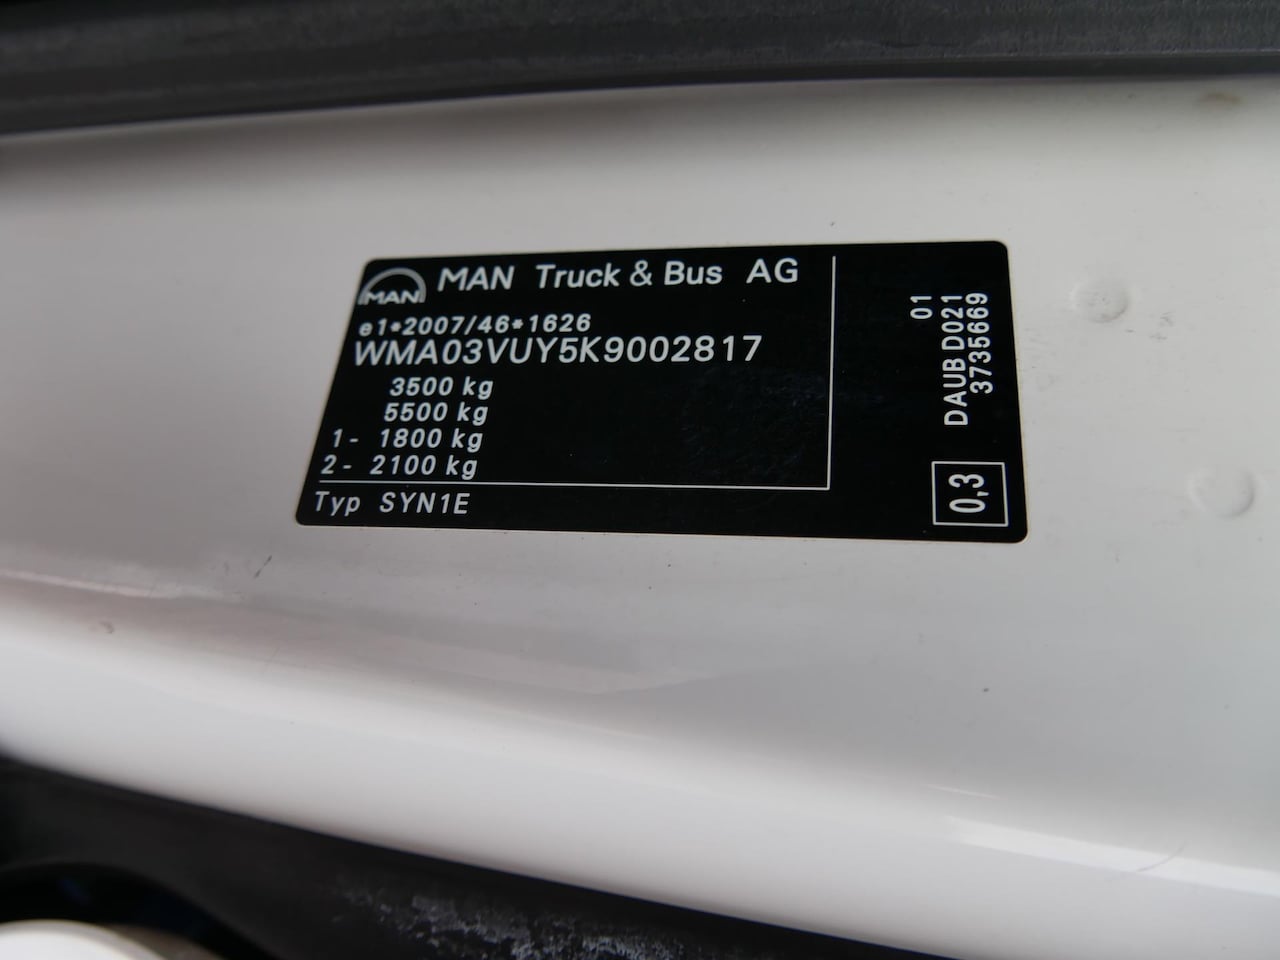 MAN
MAN Truck & Bus AG
e1*2007/46*1626
WMA03VUY5K9002817
3500 kg
5500 kg
1- 1800 kg
2- 2100 kg
Typ SYN1E
01
DAUB D021
3735669
0,3